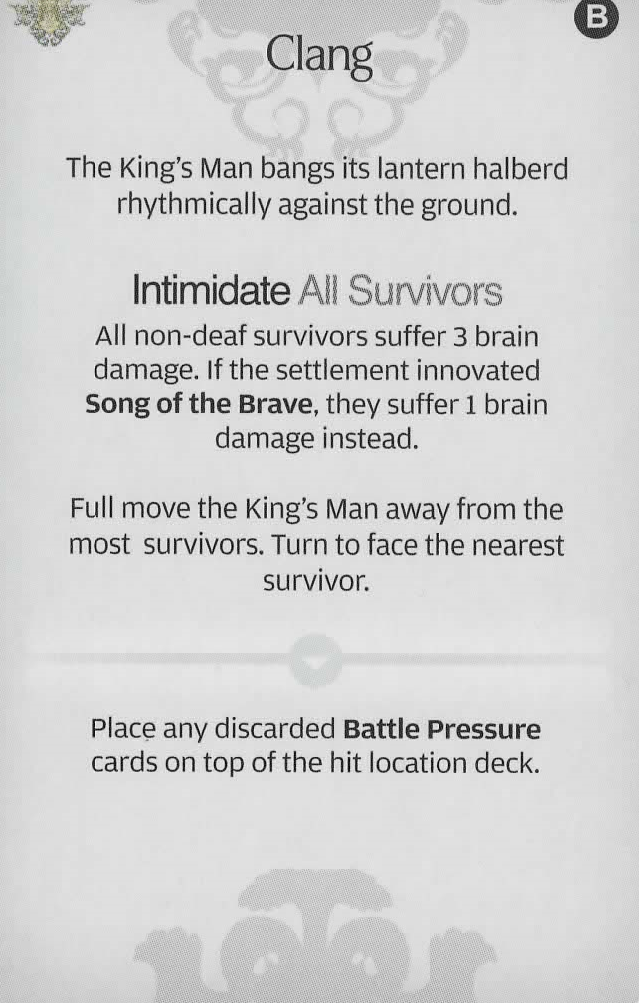 B
Clang
The King's Man bangs its lantern halberd
rhythmically against the ground.
Intimidate All Survivors
All non-deaf survivors suffer 3 brain
damage. If the settlement innovated
Song of the Brave, they suffer 1 brain
damage instead.
Full move the King's Man away from the
most survivors. Turn to face the nearest
survivor.
Place any discarded Battle Pressure
cards on top of the hit location deck.